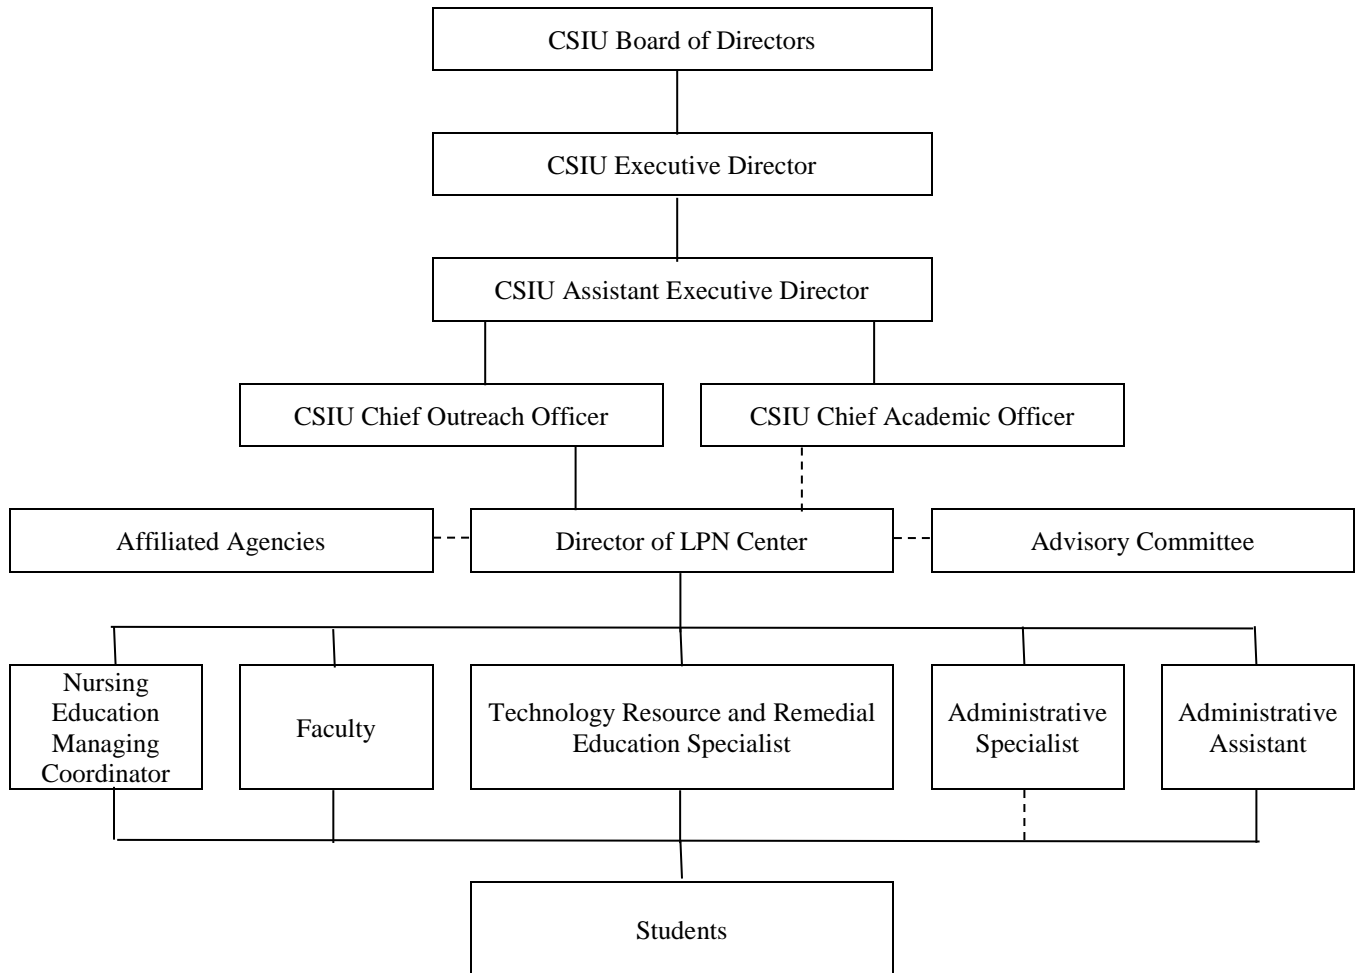 CSIU Board of Directors
CSIU Executive Director
CSIU Assistant Executive Director
CSIU Chief Outreach Officer
CSIU Chief Academic Officer
Affiliated Agencies
Director of LPN Center
Advisory Committee
Nursing
Education
Managing
Coordinator
Faculty
Technology Resource and Remedial
Education Specialist
Administrative
Specialist
Administrative
Assistant
Students